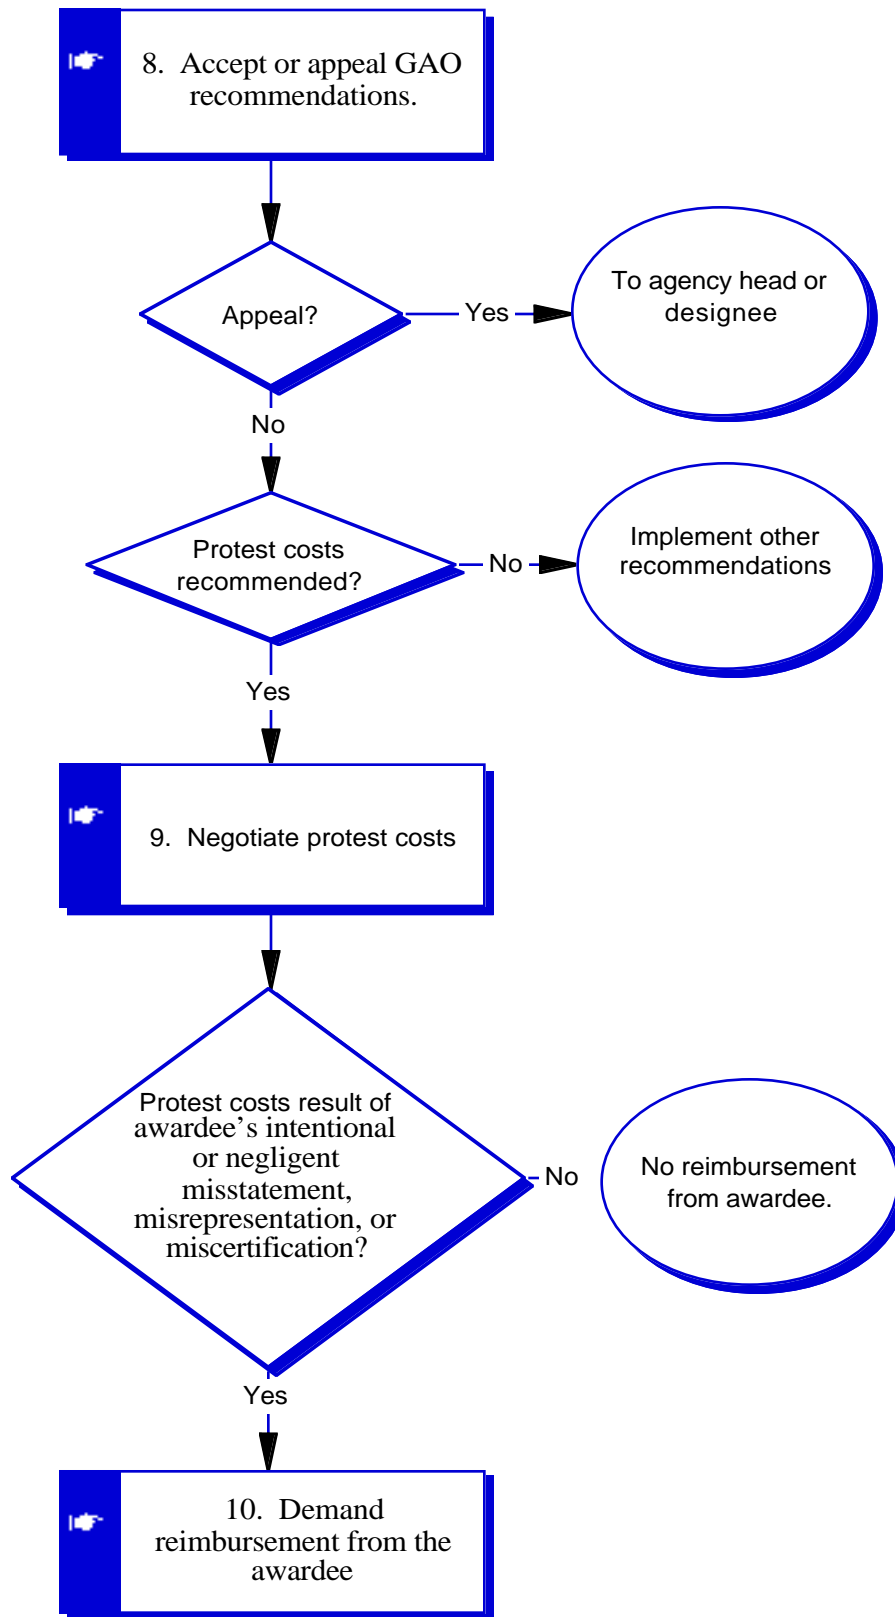 8. Accept or appeal GAO
recommendations.
Appeal?
Yes
To agency head or
designee
No
Protest costs
recommended?
No
Implement other
recommendations
Yes
9. Negotiate protest costs
Protest costs result of
awardee’s intentional
or negligent
misstatement,
misrepresentation, or
miscertification?
No
No reimbursement
from awardee.
Yes
10. Demand
reimbursement from the
awardee